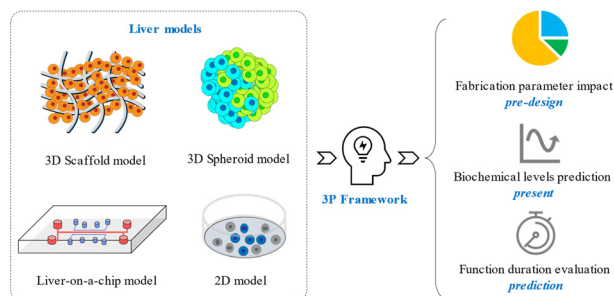 Liver models
3D Scaffold model
3D Spheroid model
Liver-on-a-chip model
2D model
3P Framework
Fabrication parameter impact
pre-design
Biochemical levels prediction
present
Function duration evaluation
prediction